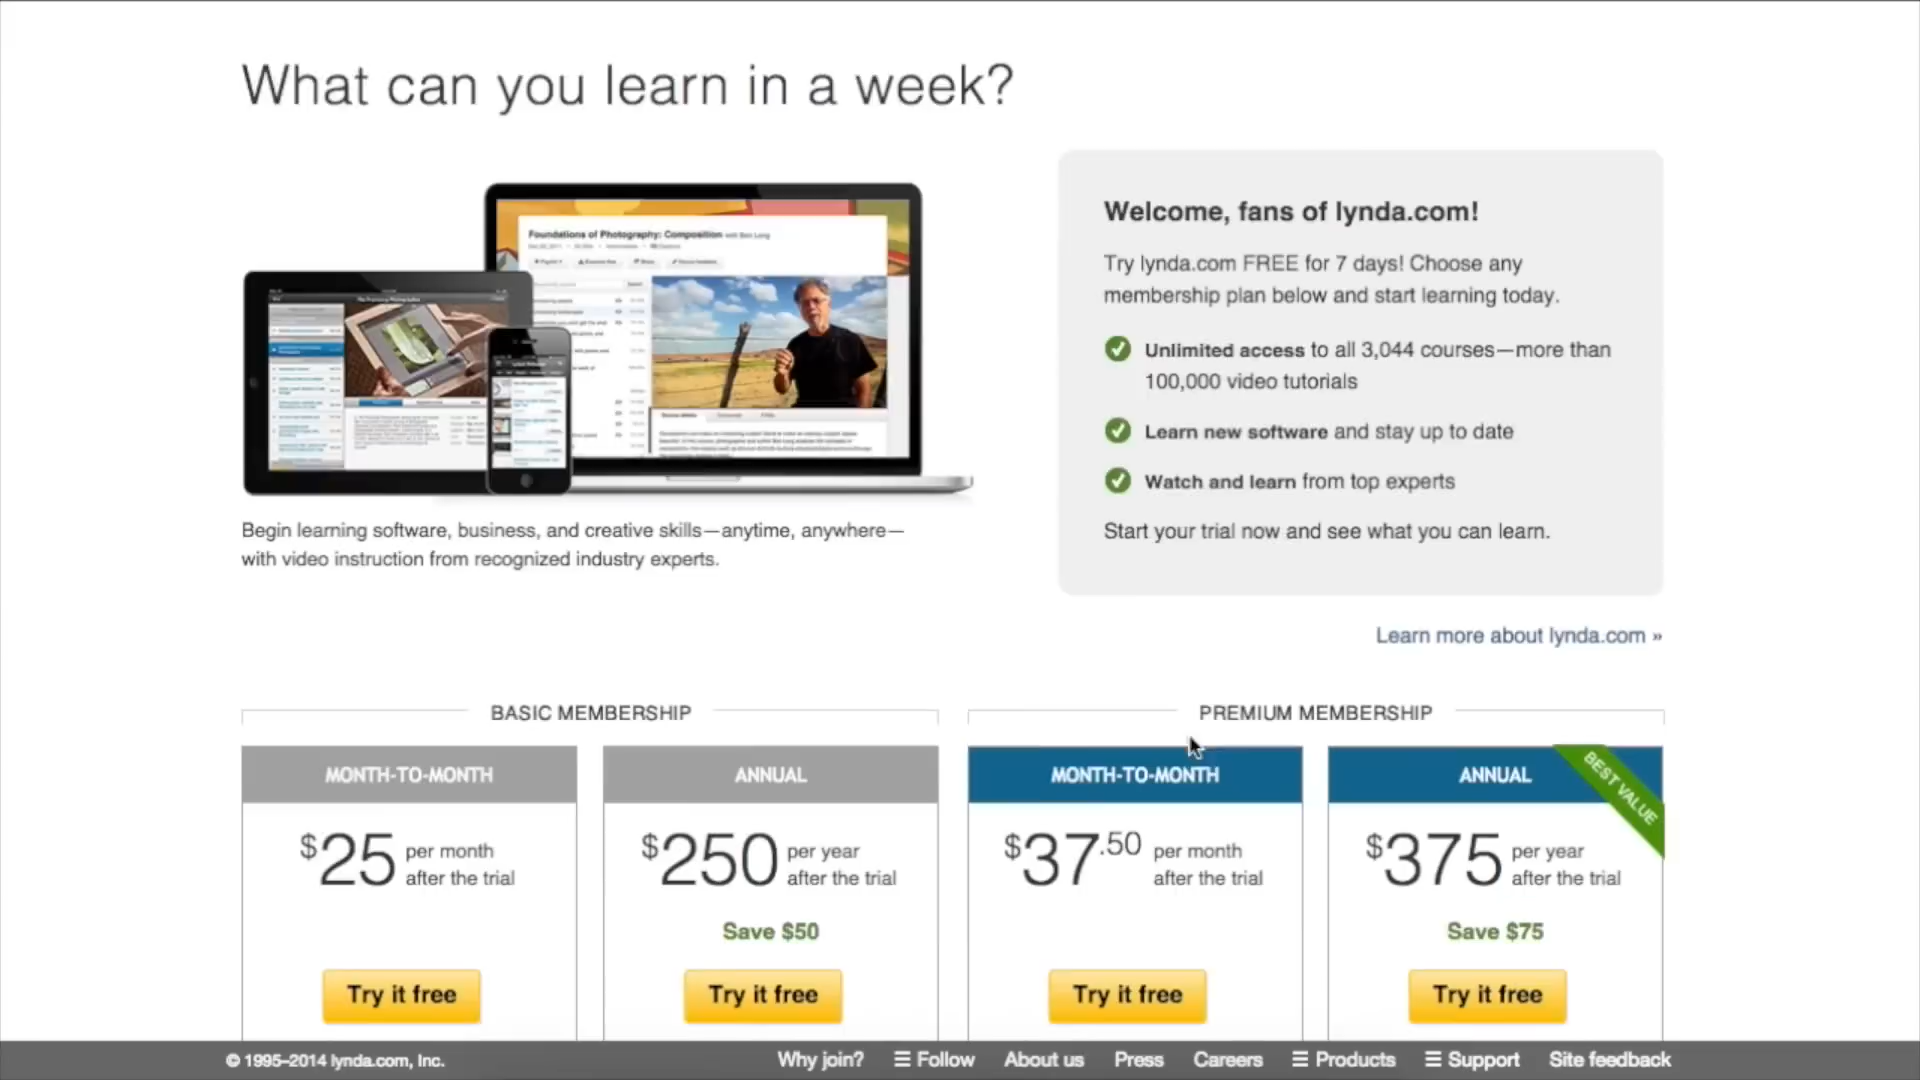 What can you learn in a week?
Foundations of Photography: Composition with Ben Long
Begin learning software, business, and creative skills—anytime, anywhere—
with video instruction from recognized industry experts.
Welcome, fans of lynda.com!
Try lynda.com FREE for 7 days! Choose any
membership plan below and start learning today.
Unlimited access to all 3,044 courses—more than
100,000 video tutorials
Learn new software and stay up to date
Watch and learn from top experts
Start your trial now and see what you can learn.
Learn more about lynda.com »
BASIC MEMBERSHIP
MONTH-TO-MONTH
$25 per month
after the trial
Try it free
ANNUAL
$250 per year
after the trial
Save $50
Try it free
PREMIUM MEMBERSHIP
MONTH-TO-MONTH
$37.50 per month
after the trial
Try it free
ANNUAL
BEST VALUE
$375 per year
after the trial
Save $75
Try it free
© 1995–2014 lynda.com, Inc.
Why join? Follow About us Press Careers Products Support Site feedback